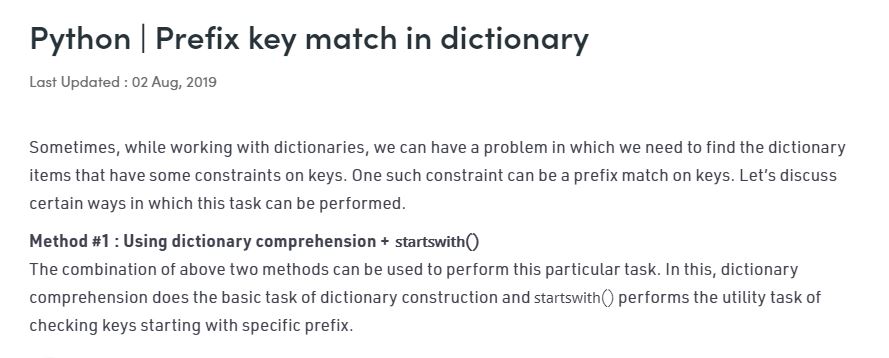 Python | Prefix key match in dictionary
Last Updated : 02 Aug, 2019
Sometimes, while working with dictionaries, we can have a problem in which we need to find the dictionary
items that have some constraints on keys. One such constraint can be a prefix match on keys. Let’s discuss
certain ways in which this task can be performed.
Method #1 : Using dictionary comprehension + startswith()
The combination of above two methods can be used to perform this particular task. In this, dictionary
comprehension does the basic task of dictionary construction and startswith() performs the utility task of
checking keys starting with specific prefix.